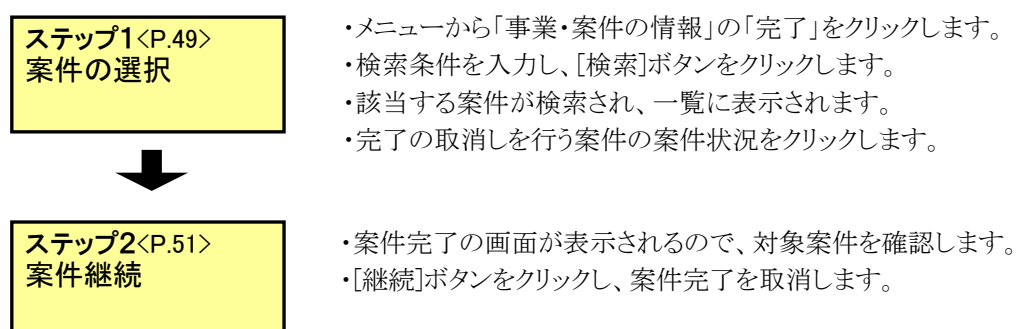 ステップ1<P.49>
案件の選択
・メニューから「事業・案件の情報」の「完了」をクリックします。
・検索条件を入力し、[検索]ボタンをクリックします。
・該当する案件が検索され、一覧に表示されます。
・完了の取消しを行う案件の案件状況をクリックします。
ステップ2<P.51>
案件継続
・案件完了の画面が表示されるので、対象案件を確認します。
・[継続]ボタンをクリックし、案件完了を取消します。